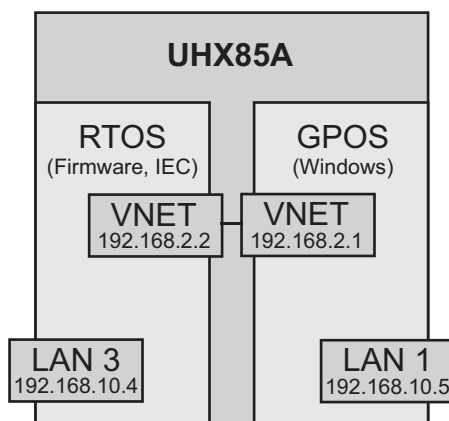 UHX85A
RTOS
(Firmware, IEC)
GPOS
(Windows)
VNET
192.168.2.2
VNET
192.168.2.1
LAN 3
192.168.10.4
LAN 1
192.168.10.5